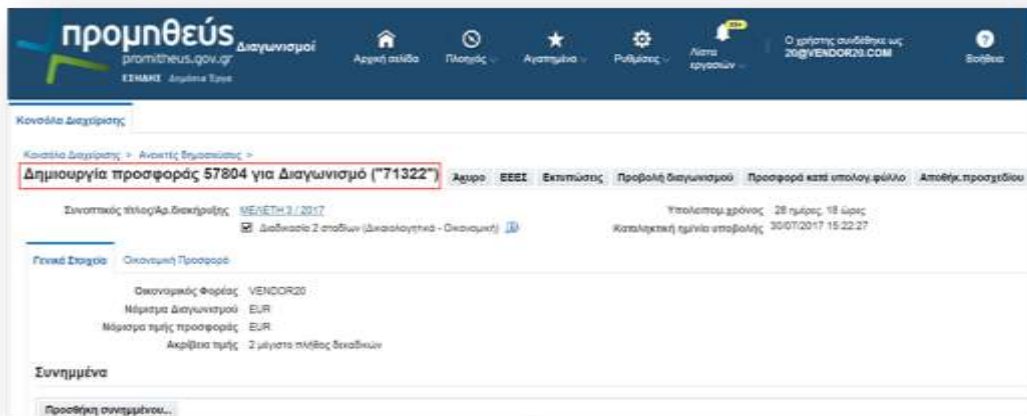 προμηθεύς Διαγωνισμοί
promitheus.gov.gr
ΕΣΗΔΗΣ Δημόσια Έργα
Αρχική σελίδα Πλοηγός Αγαπημένα Ρυθμίσεις Λίστα εργασιών Ο χρήστης συνδέθηκε ως 20@VENDOR20.COM Βοήθεια
Κονσόλα Διαχείρισης
Κονσόλα Διαχείρισης > Ανοικτές δημοσιεύσεις >
Δημιουργία προσφοράς 57804 για Διαγωνισμό ("71322") Άκυρο ΕΕΕΣ Εκτυπώσεις Προβολή διαγωνισμού Προσφορά κατά υπολογ.φύλλο Αποθήκ.προσχεδίου
Συνοπτικός τίτλος/Αρ.διακήρυξης ΜΕΛΕΤΗ 3 / 2017 Υπολειπομ.χρόνος 28 ημέρες, 18 ώρες
Διαδικασία 2 σταδίων (Δικαιολογητικά - Οικονομική) Καταληκτική ημ/νία υποβολής 30/07/2017 15:22:27
Γενικά Στοιχεία Οικονομική Προσφορά
Οικονομικός Φορέας VENDOR20
Νόμισμα Διαγωνισμού EUR
Νόμισμα τιμής προσφοράς EUR
Ακρίβεια τιμής 2 μέγιστο πλήθος δεκαδικών
Συνημμένα
Προσθήκη συνημμένου...